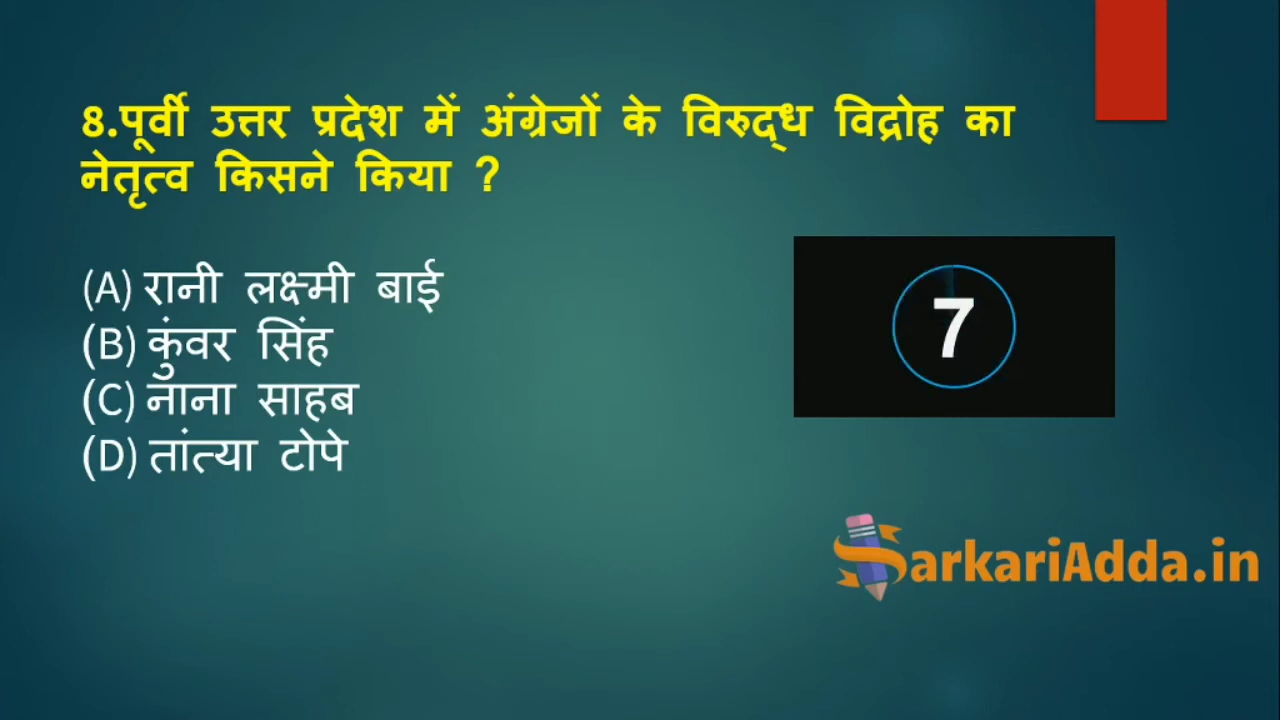 8.पूर्वी उत्तर प्रदेश में अंग्रेजों के विरुद्ध विद्रोह का
नेतृत्व किसने किया ?
(A) रानी लक्ष्मी बाई
(B) कुंवर सिंह
(C) नाना साहब
(D) तांत्या टोपे
7
SarkariAdda.in